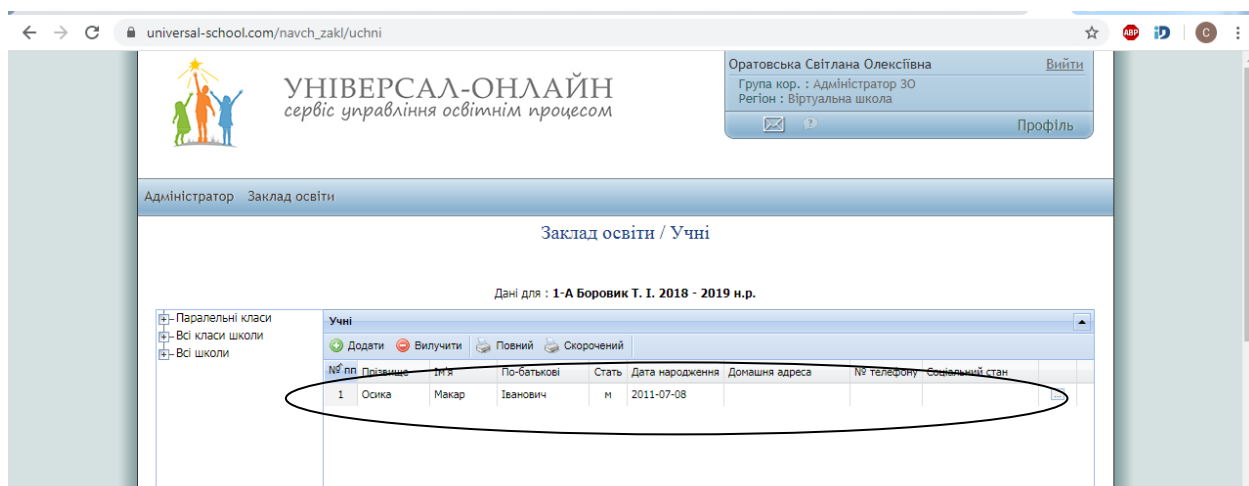 universal-school.com/navch_zakl/uchni
ABP
C
УНІВЕРСАЛ-ОНЛАЙН
сервіс управління освітнім процесом
Оратовська Світлана Олексіївна Вийти
Група кор. : Адміністратор ЗО
Регіон : Віртуальна школа
Профіль
Адміністратор Заклад освіти
Заклад освіти / Учні
Дані для : 1-А Боровик Т. І. 2018 - 2019 н.р.
Паралельні класи
Всі класи школи
Всі школи
Учні
Додати Вилучити Повний Скорочений
№ пп Прізвище Ім'я По-батькові Стать Дата народження Домашня адреса № телефону Соціальний стан
1 Осика Макар Іванович м 2011-07-08 ...